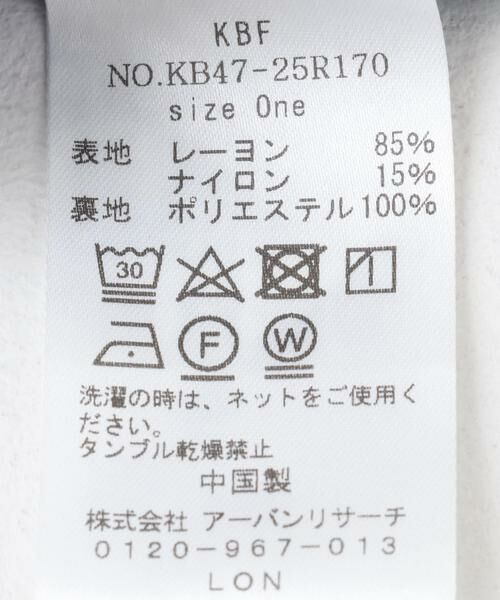 KBF
NO.KB47-25R170
size One
表地 レーヨン 85%
ナイロン 15%
裏地 ポリエステル 100%
30
F
W
洗濯の時は、ネットをご使用く
ださい。
タンブル乾燥禁止
中国製
株式会社 アーバンリサーチ
0120-967-013
LON